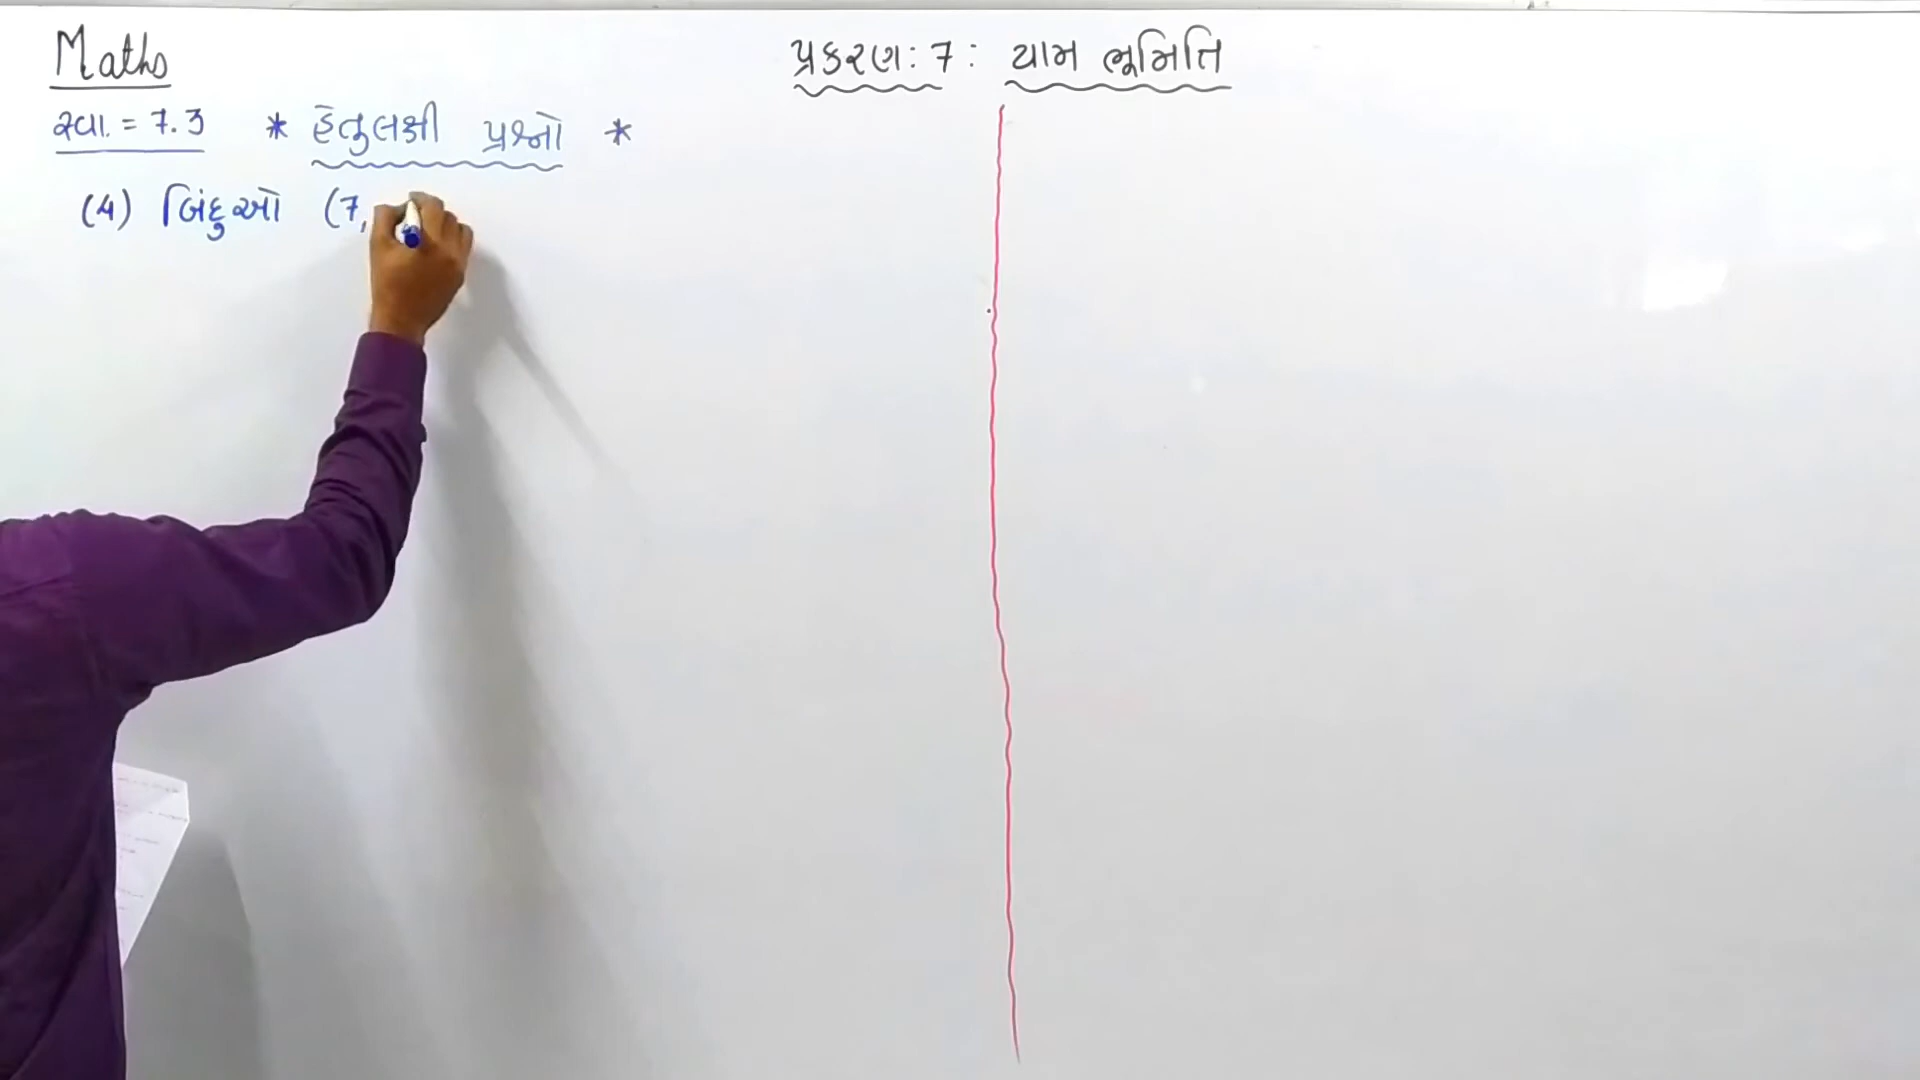 Maths
પ્રકરણ : 7 : યામ ભૂમિતિ
સ્વા. = 7.3 * હેતુલક્ષી પ્રશ્નો *
(4) બિંદુઓ (7,